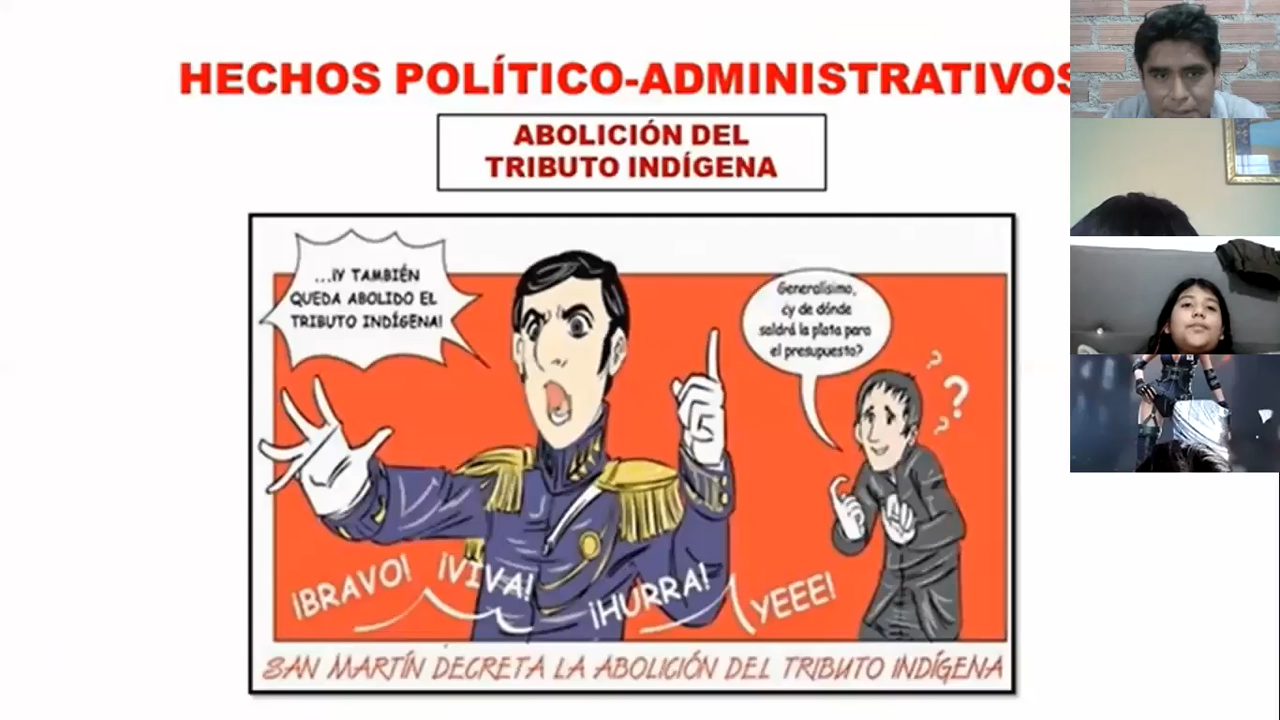 HECHOS POLÍTICO-ADMINISTRATIVOS
ABOLICIÓN DEL
TRIBUTO INDÍGENA
...¡Y TAMBIÉN
QUEDA ABOLIDO EL
TRIBUTO INDÍGENA!
Generalísimo,
¿y de dónde
saldrá la plata para
el presupuesto?
¡BRAVO! ¡VIVA! ¡HURRA! YEEE!
SAN MARTÍN DECRETA LA ABOLICIÓN DEL TRIBUTO INDÍGENA